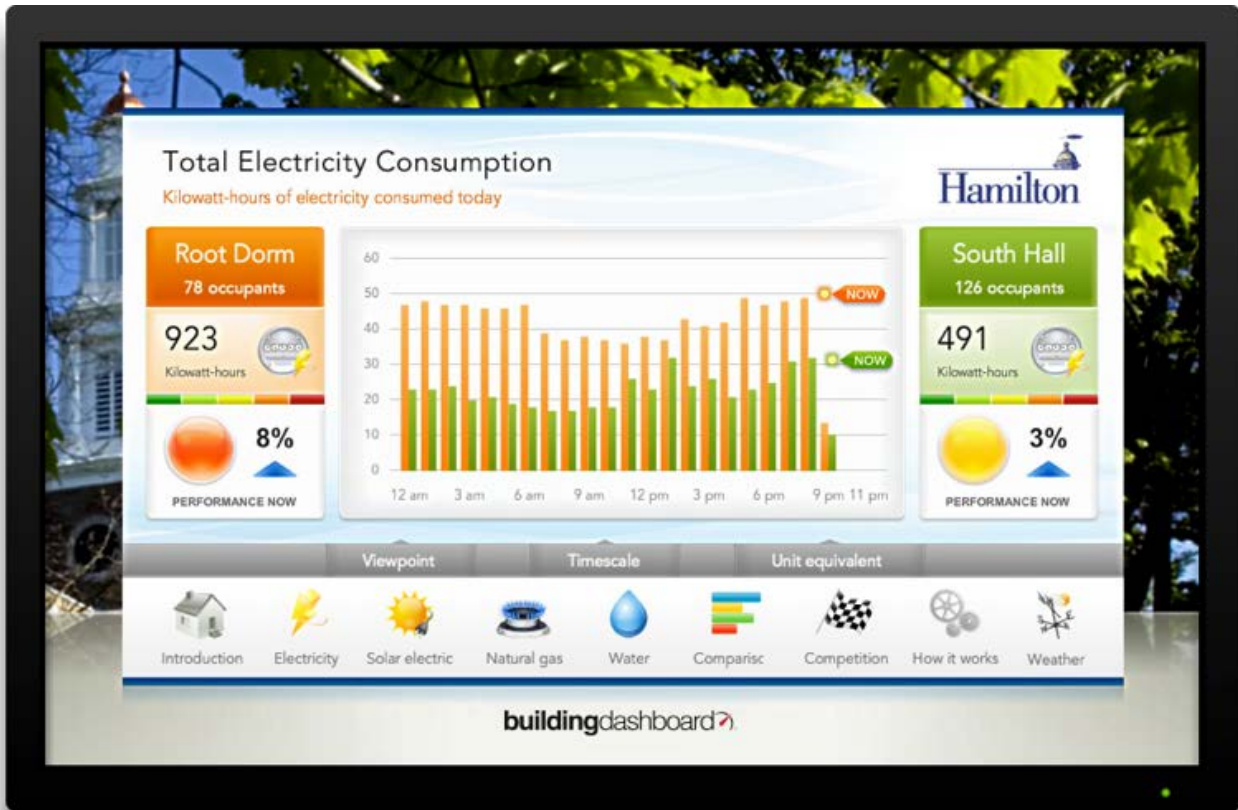 Total Electricity Consumption
Kilowatt-hours of electricity consumed today
Hamilton
Root Dorm
78 occupants
923
Kilowatt-hours
8%
PERFORMANCE NOW
60
50
40
30
20
10
0
NOW
NOW
12 am 3 am 6 am 9 am 12 pm 3 pm 6 pm 9 pm 11 pm
South Hall
126 occupants
491
Kilowatt-hours
3%
PERFORMANCE NOW
Viewpoint Timescale Unit equivalent
Introduction Electricity Solar electric Natural gas Water Comparisc Competition How it works Weather
buildingdashboard